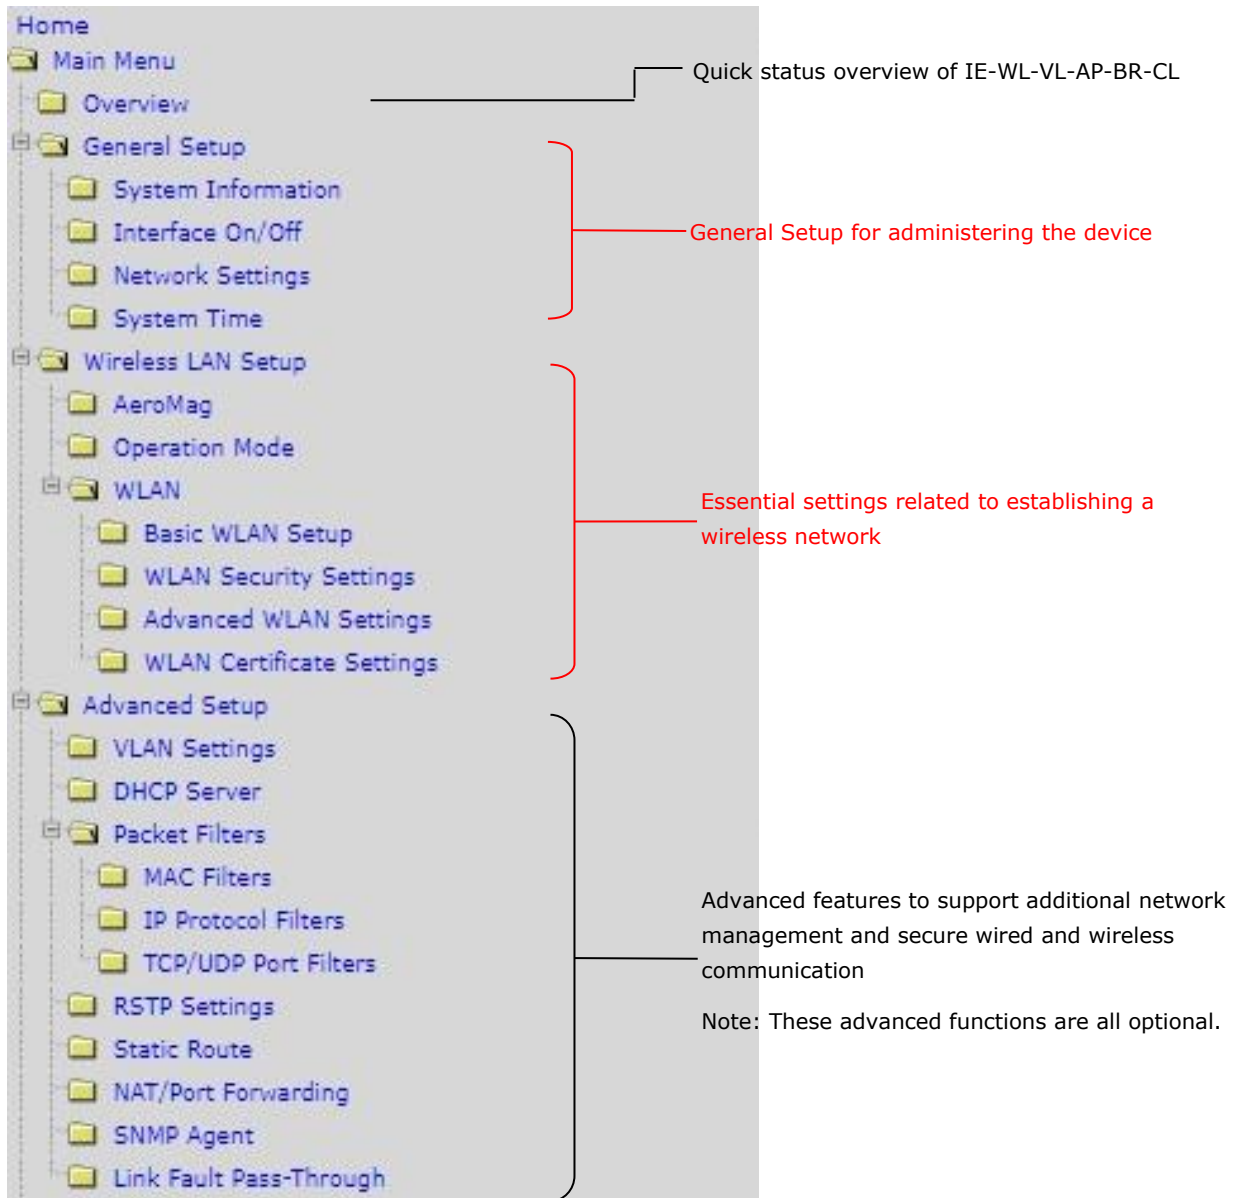 Home
Main Menu
Quick status overview of IE-WL-VL-AP-BR-CL
Overview
General Setup
System Information
Interface On/Off
General Setup for administering the device
Network Settings
System Time
Wireless LAN Setup
AeroMag
Operation Mode
WLAN
Essential settings related to establishing a
wireless network
Basic WLAN Setup
WLAN Security Settings
Advanced WLAN Settings
WLAN Certificate Settings
Advanced Setup
VLAN Settings
DHCP Server
Packet Filters
MAC Filters
IP Protocol Filters
TCP/UDP Port Filters
Advanced features to support additional network
management and secure wired and wireless
communication
Note: These advanced functions are all optional.
RSTP Settings
Static Route
NAT/Port Forwarding
SNMP Agent
Link Fault Pass-Through